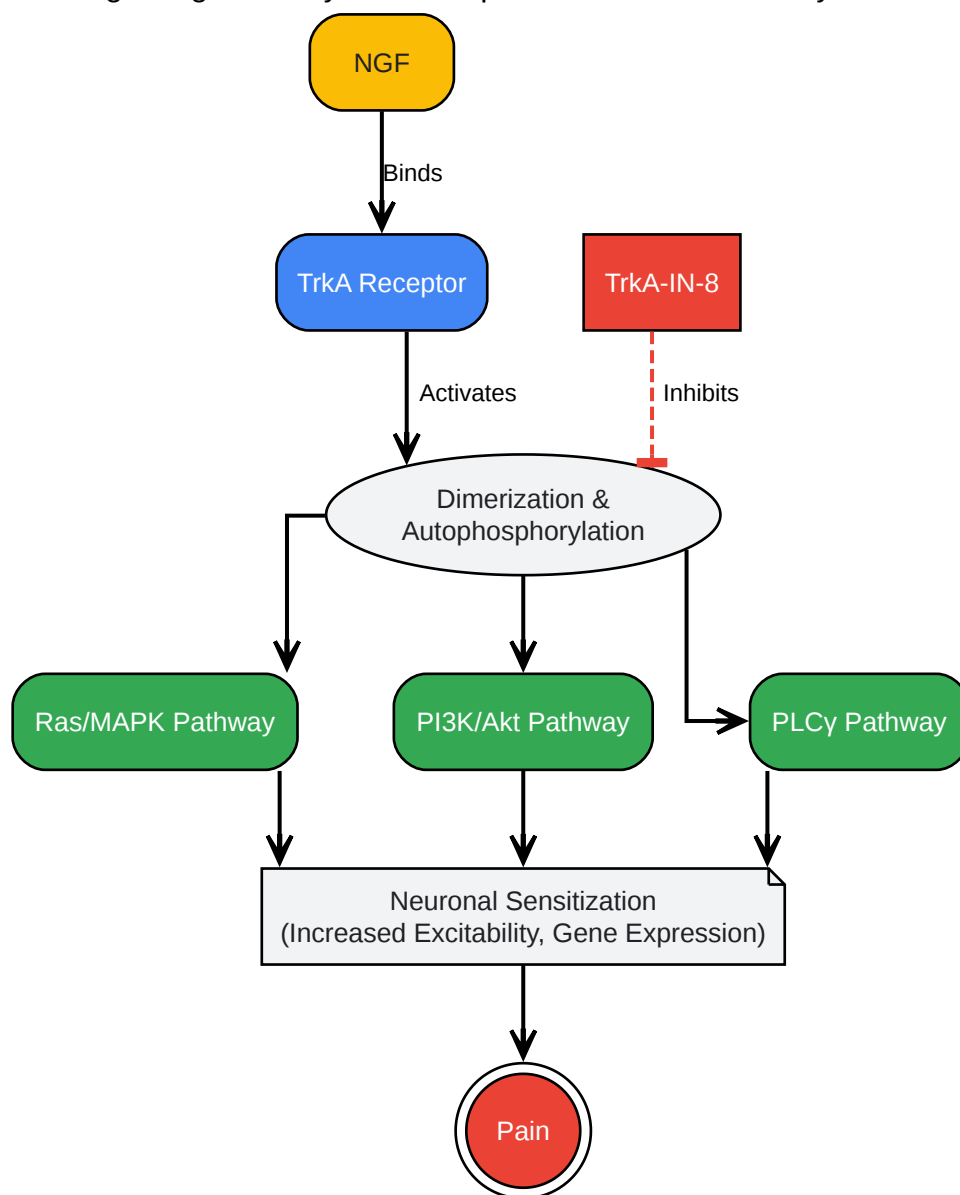 NGF
Binds
TrkA Receptor
TrkA-IN-8
Activates
Inhibits
Dimerization &
Autophosphorylation
Ras/MAPK Pathway
PI3K/Akt Pathway
PLCγ Pathway
Neuronal Sensitization
(Increased Excitability, Gene Expression)
Pain